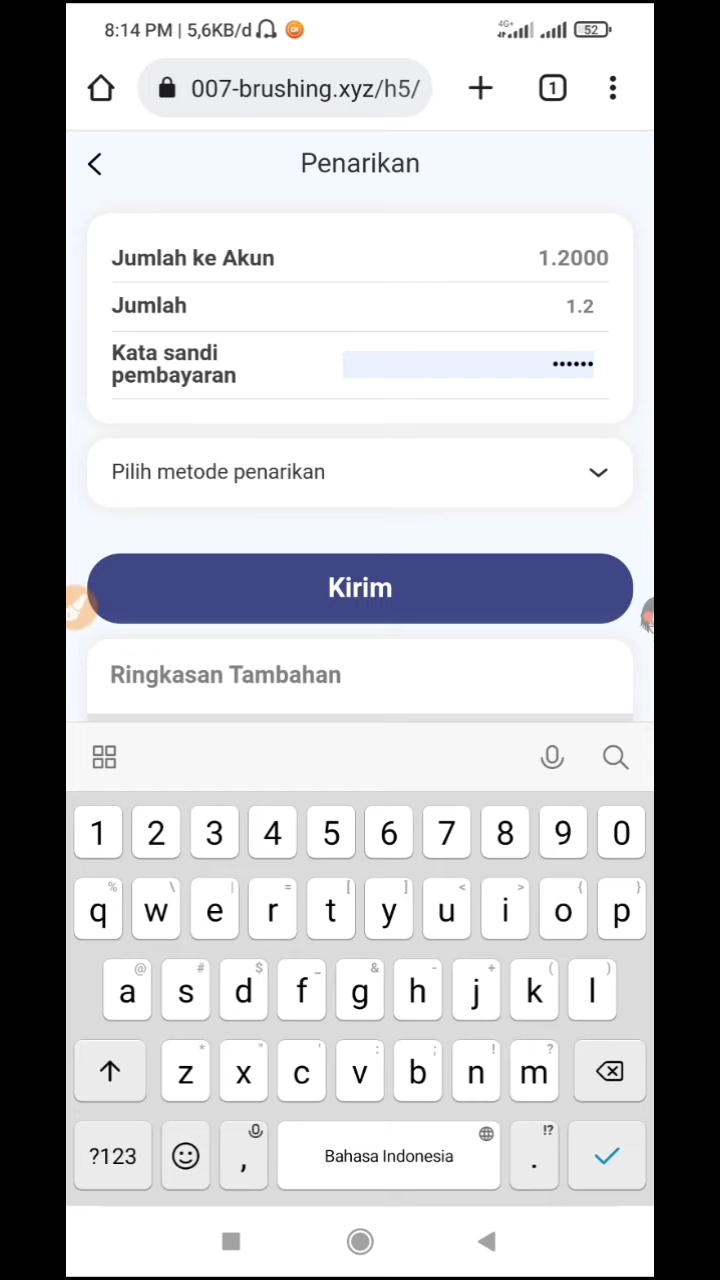 8:14 PM | 5,6KB/d
4G+
52
007-brushing.xyz/h5/
1
Penarikan
Jumlah ke Akun 1.2000
Jumlah 1.2
Kata sandi
pembayaran ••••••
Pilih metode penarikan
Kirim
Ringkasan Tambahan
1 2 3 4 5 6 7 8 9 0
% \ | = [ ] < > { }
q w e r t y u i o p
@ # $ _ & - + ( )
a s d f g h j k l
* " ' : ; ! ?
z x c v b n m
!?
?123 , Bahasa Indonesia .